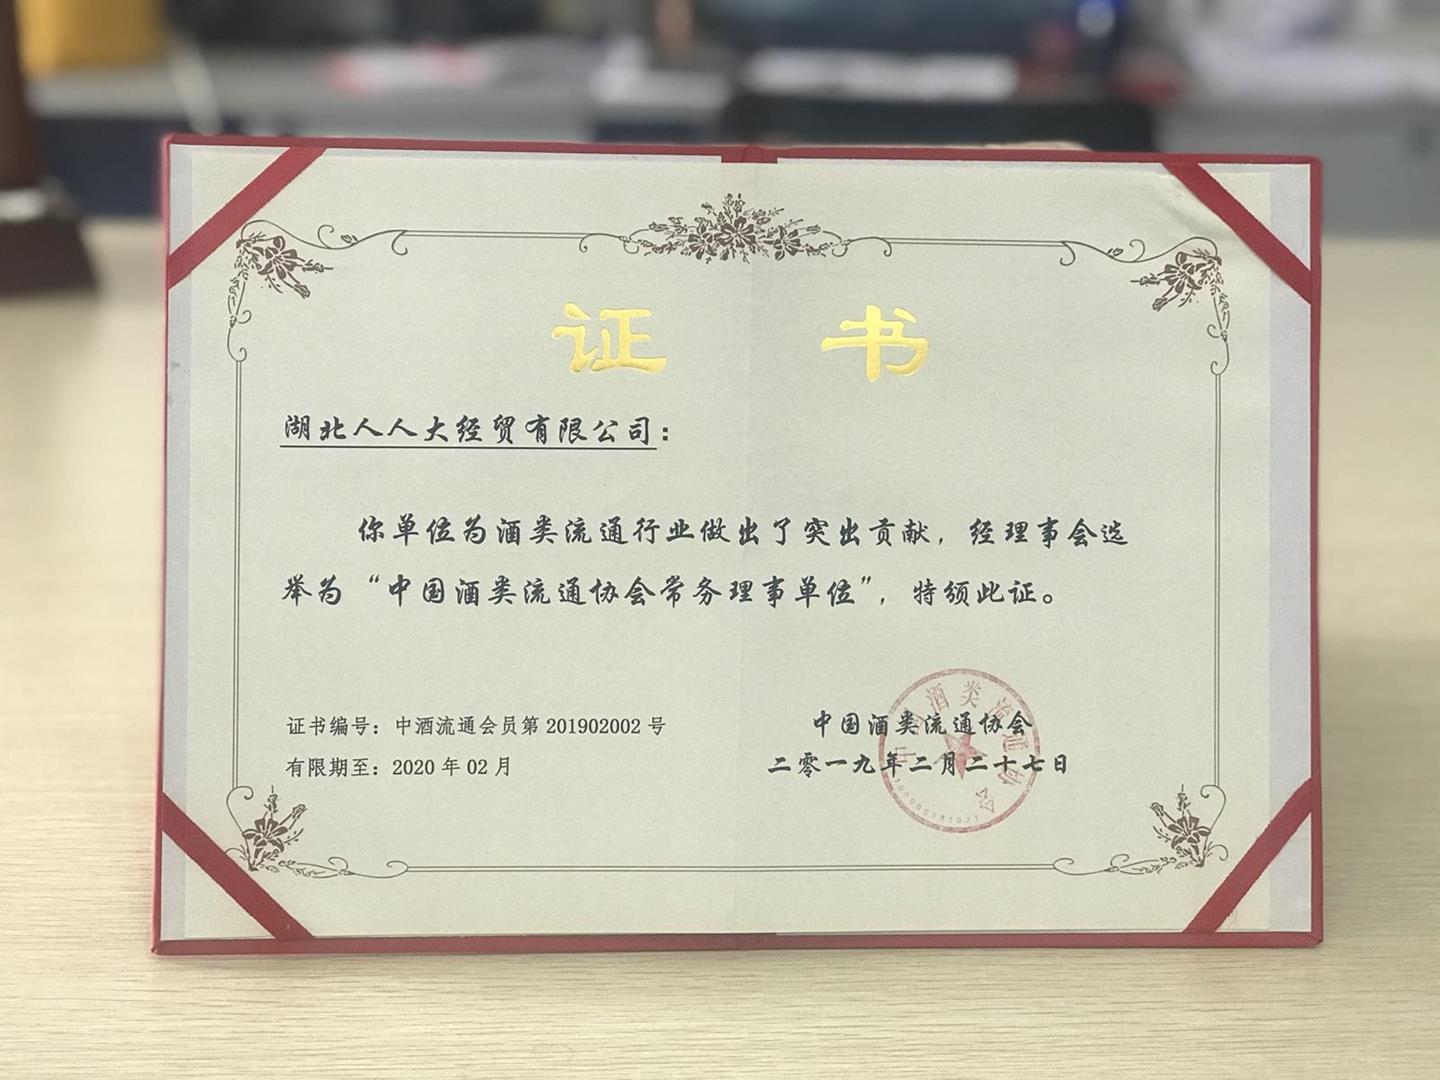 证 书
湖北人人大经贸有限公司：
你单位为酒类流通行业做出了突出贡献，经理事会选
举为“中国酒类流通协会常务理事单位”，特颁此证。
证书编号：中酒流通会员第 201902002 号
有限期至：2020 年 02 月
中国酒类流通协会
二零一九年二月二十七日